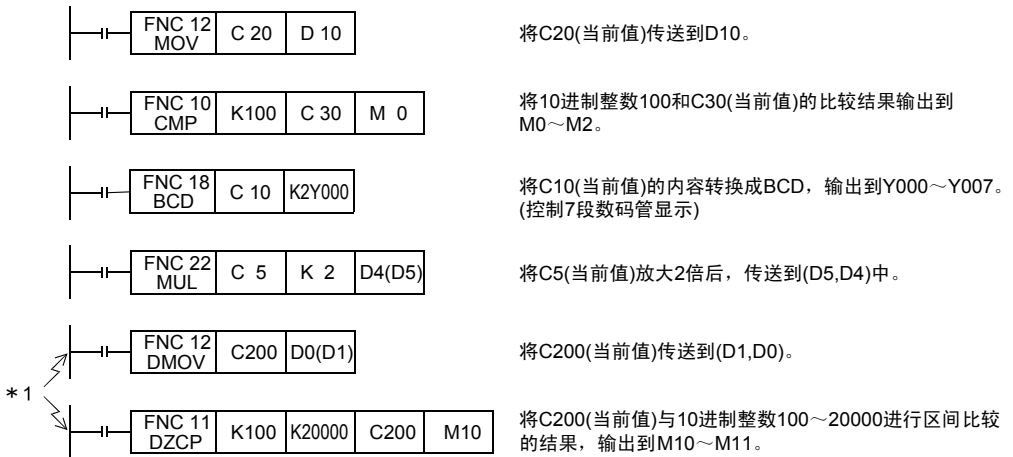 FNC 12
MOV
C 20
D 10
将C20(当前值)传送到D10。
FNC 10
CMP
K100
C 30
M 0
将10进制整数100和C30(当前值)的比较结果输出到
M0～M2。
FNC 18
BCD
C 10
K2Y000
将C10(当前值)的内容转换成BCD，输出到Y000～Y007。
(控制7段数码管显示)
FNC 22
MUL
C 5
K 2
D4(D5)
将C5(当前值)放大2倍后，传送到(D5,D4)中。
FNC 12
DMOV
C200
D0(D1)
将C200(当前值)传送到(D1,D0)。
＊1
FNC 11
DZCP
K100
K20000
C200
M10
将C200(当前值)与10进制整数100～20000进行区间比较
的结果，输出到M10～M11。